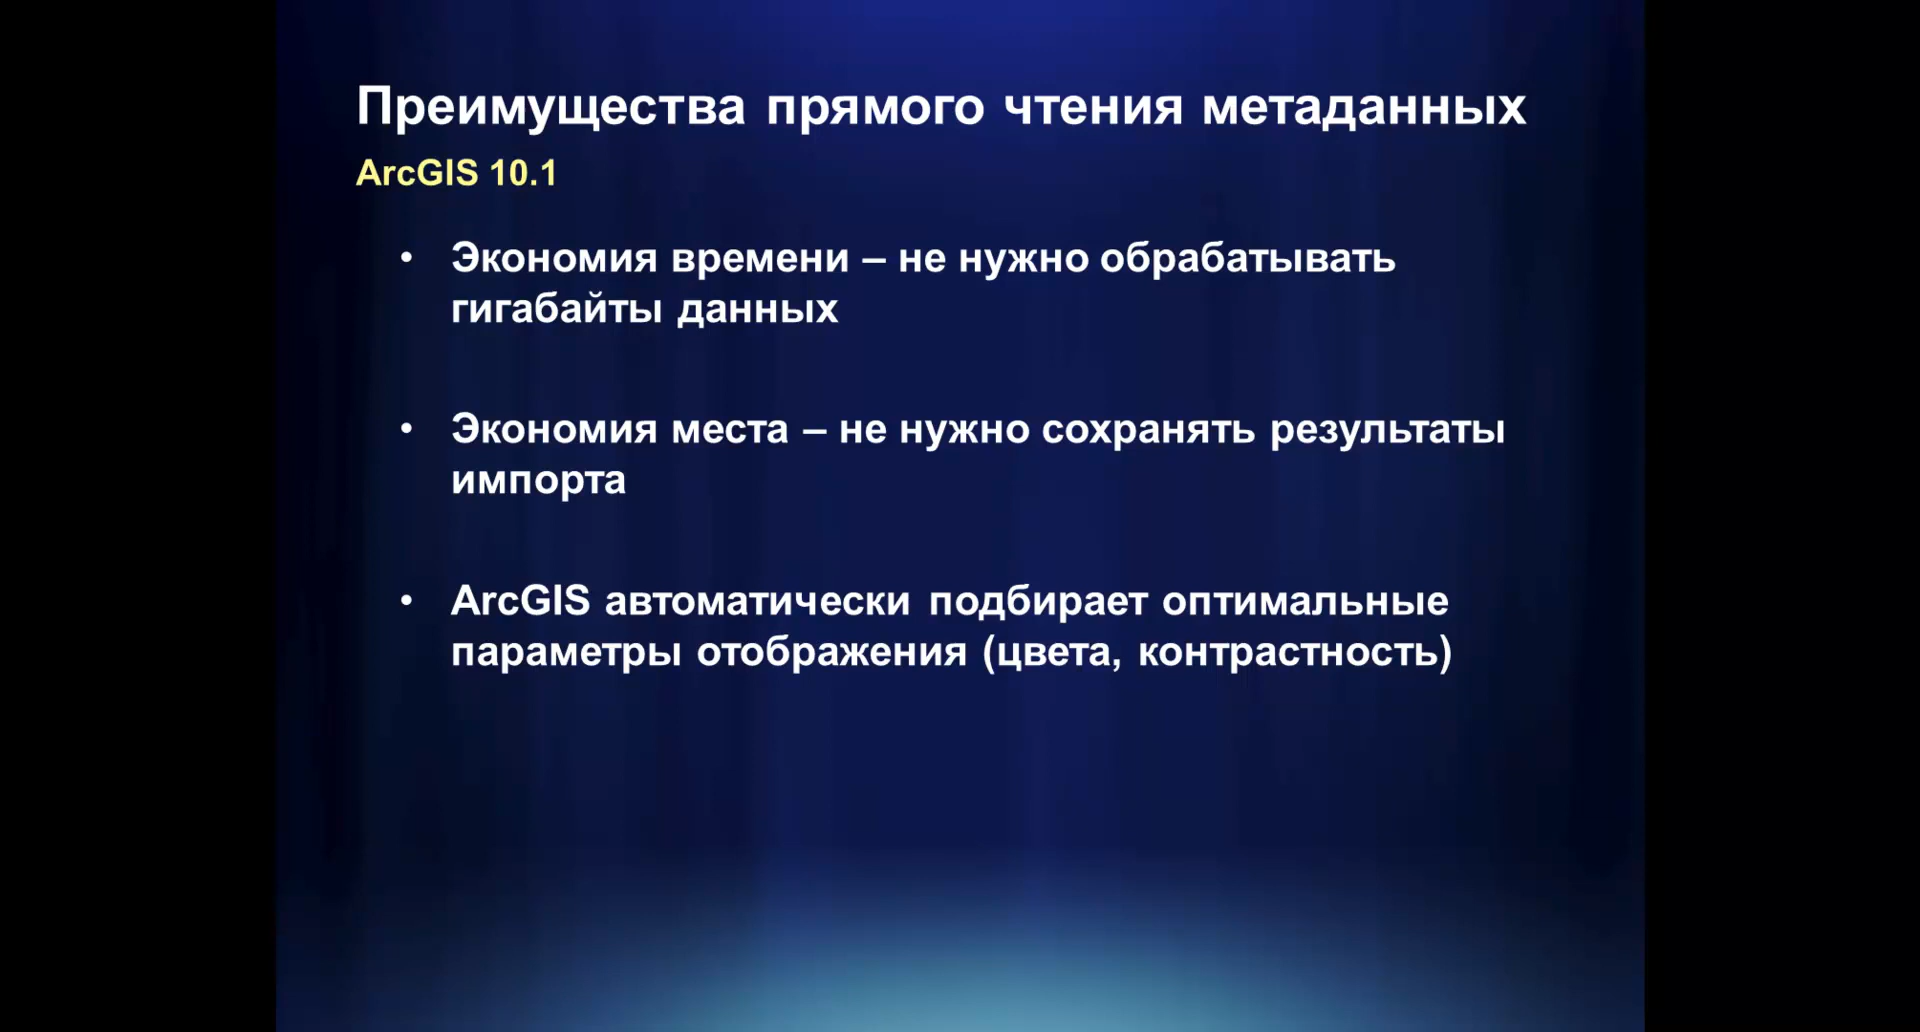 Преимущества прямого чтения метаданных
ArcGIS 10.1
• Экономия времени – не нужно обрабатывать
гигабайты данных
• Экономия места – не нужно сохранять результаты
импорта
• ArcGIS автоматически подбирает оптимальные
параметры отображения (цвета, контрастность)